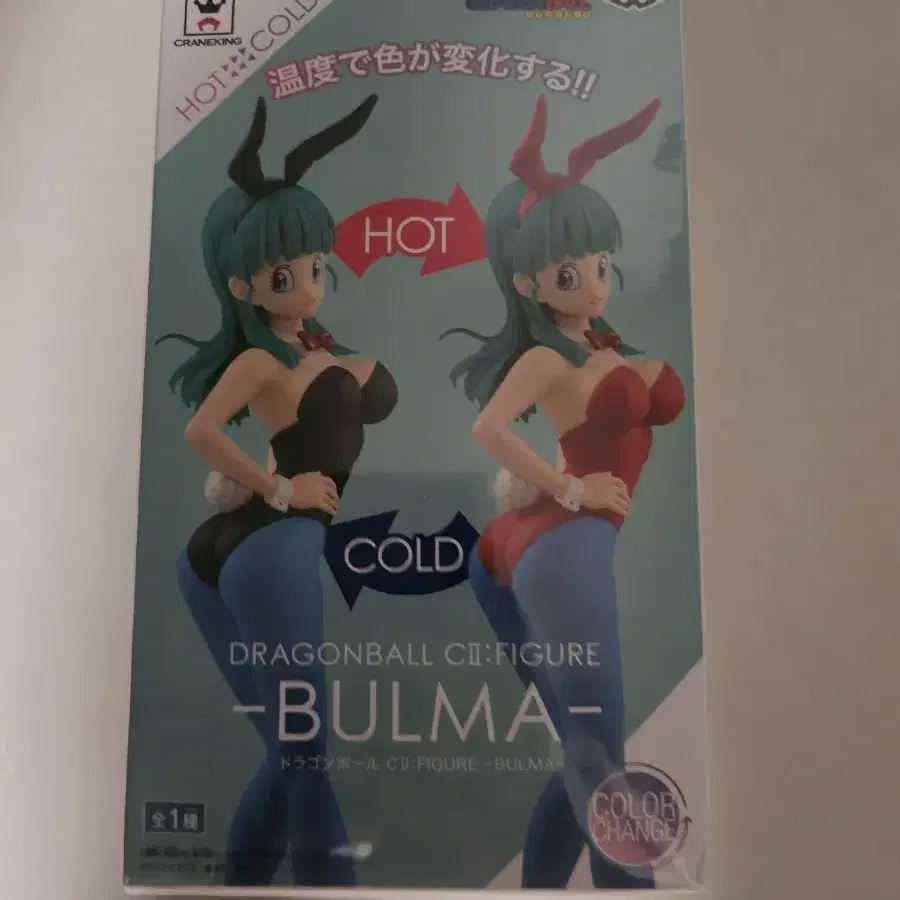 CRANEKING
HOT COLD
温度で色が変化する!!
HOT
COLD
DRAGONBALL CⅡ:FIGURE
-BULMA-
ドラゴンボール CⅡ:FIGURE -BULMA-
全1種
COLOR
CHANGE